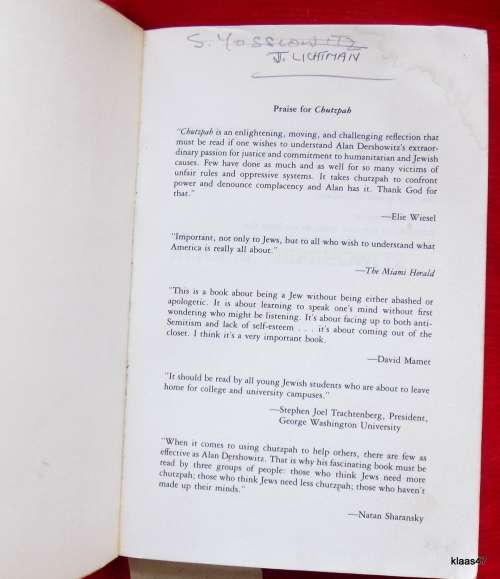 S. YOSSLOWITZ
J. LICHTMAN
Praise for Chutzpah
"Chutzpah is an enlightening, moving, and challenging reflection that
must be read if one wishes to understand Alan Dershowitz's extraor-
dinary passion for justice and commitment to humanitarian and Jewish
causes. Few have done as much and as well for so many victims of
unfair rules and oppressive systems. It takes chutzpah to confront
power and denounce complacency and Alan has it. Thank God for
that."
—Elie Wiesel
"Important, not only to Jews, but to all who wish to understand what
America is really all about."
—The Miami Herald
"This is a book about being a Jew without being either abashed or
apologetic. It is about learning to speak one's mind without first
wondering who might be listening. It's about facing up to both anti-
Semitism and lack of self-esteem . . . it's about coming out of the
closet. I think it's a very important book.
—David Mamet
"It should be read by all young Jewish students who are about to leave
home for college and university campuses."
—Stephen Joel Trachtenberg, President,
George Washington University
"When it comes to using chutzpah to help others, there are few as
effective as Alan Dershowitz. That is why his fascinating book must be
read by three groups of people: those who think Jews need more
chutzpah; those who think Jews need less chutzpah; those who haven't
made up their minds."
—Natan Sharansky
klaas47